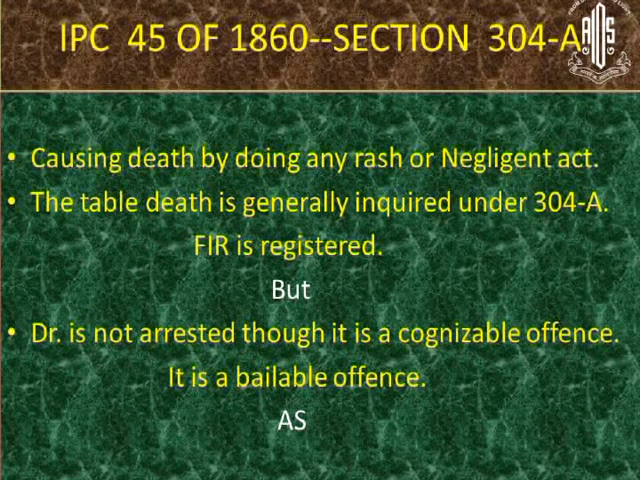 IPC 45 OF 1860--SECTION 304-A
• Causing death by doing any rash or Negligent act.
• The table death is generally inquired under 304-A.
FIR is registered.
But
• Dr. is not arrested though it is a cognizable offence.
It is a bailable offence.
AS